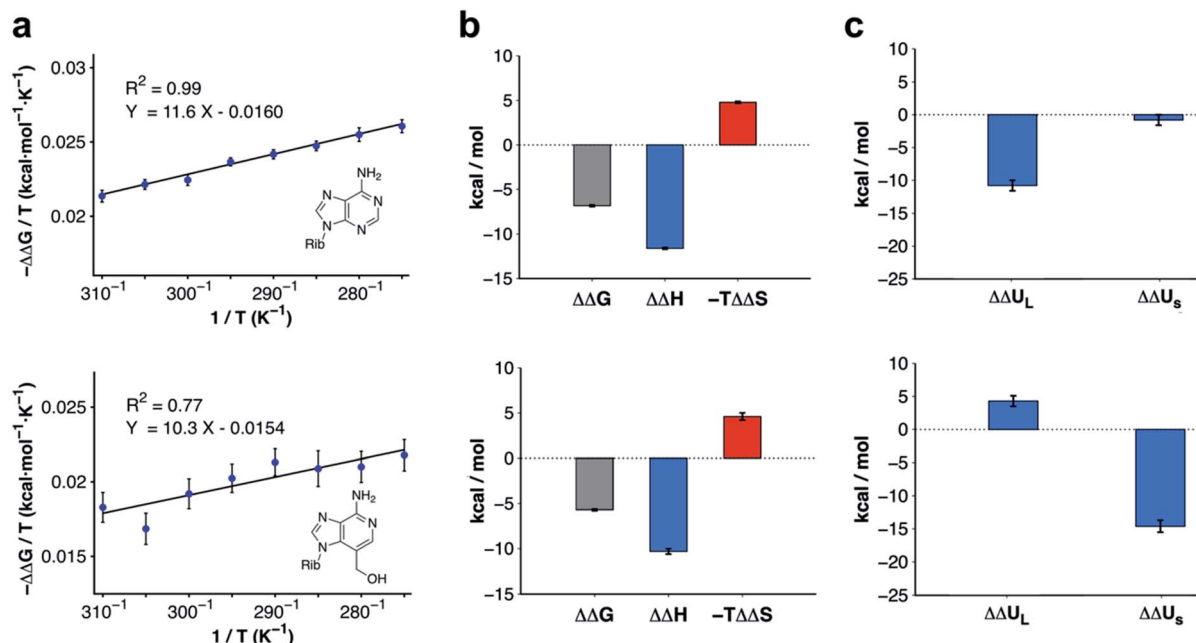 a
0.03
0.025
0.02
−ΔΔG / T (kcal·mol⁻¹·K⁻¹)
R² = 0.99
Y = 11.6 X - 0.0160
NH₂
N
N
N
N
Rib
310⁻¹ 300⁻¹ 290⁻¹ 280⁻¹
1 / T (K⁻¹)
b
10
5
0
−5
−10
−15
kcal / mol
ΔΔG ΔΔH −TΔΔS
c
10
5
0
−5
−10
−15
−20
−25
kcal / mol
ΔΔU_L ΔΔU_s
0.025
0.02
0.015
−ΔΔG / T (kcal·mol⁻¹·K⁻¹)
R² = 0.77
Y = 10.3 X - 0.0154
NH₂
N
N
N
Rib
OH
310⁻¹ 300⁻¹ 290⁻¹ 280⁻¹
1 / T (K⁻¹)
10
5
0
−5
−10
−15
kcal / mol
ΔΔG ΔΔH −TΔΔS
10
5
0
−5
−10
−15
−20
−25
kcal / mol
ΔΔU_L ΔΔU_s